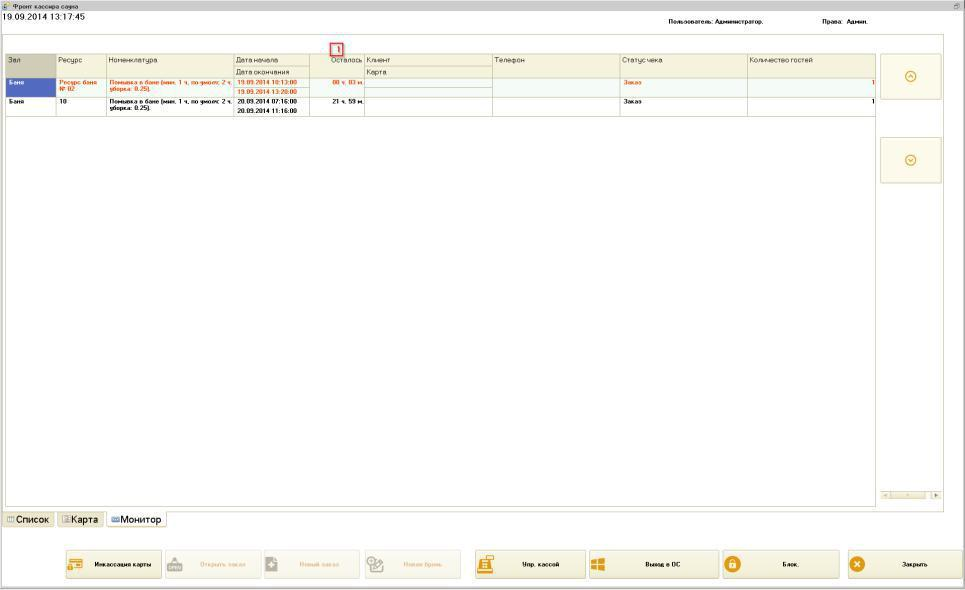 Фронт кассира сауна
19.09.2014 13:17:45
Пользователь: Администратор. Права: Админ.
1
Зал Ресурс Номенклатура Дата начала Осталось Клиент Телефон Статус чека Количество гостей
Дата окончания Карта
Баня Ресурс баня Помывка в бане (мин. 1 ч, по умолч: 2 ч, 19.09.2014 10:13:00 00 ч. 03 м. Заказ 1
№ 02 уборка: 0.25). 19.09.2014 13:20:00
Баня 10 Помывка в бане (мин. 1 ч, по умолч: 2 ч, 20.09.2014 07:16:00 21 ч. 59 м. Заказ 1
уборка: 0.25). 20.09.2014 11:16:00
Список Карта Монитор
Инкассация карты OPEN Открыть заказ Новый заказ Новая бронь Упр. кассой Выход в ОС Блок. Закрыть